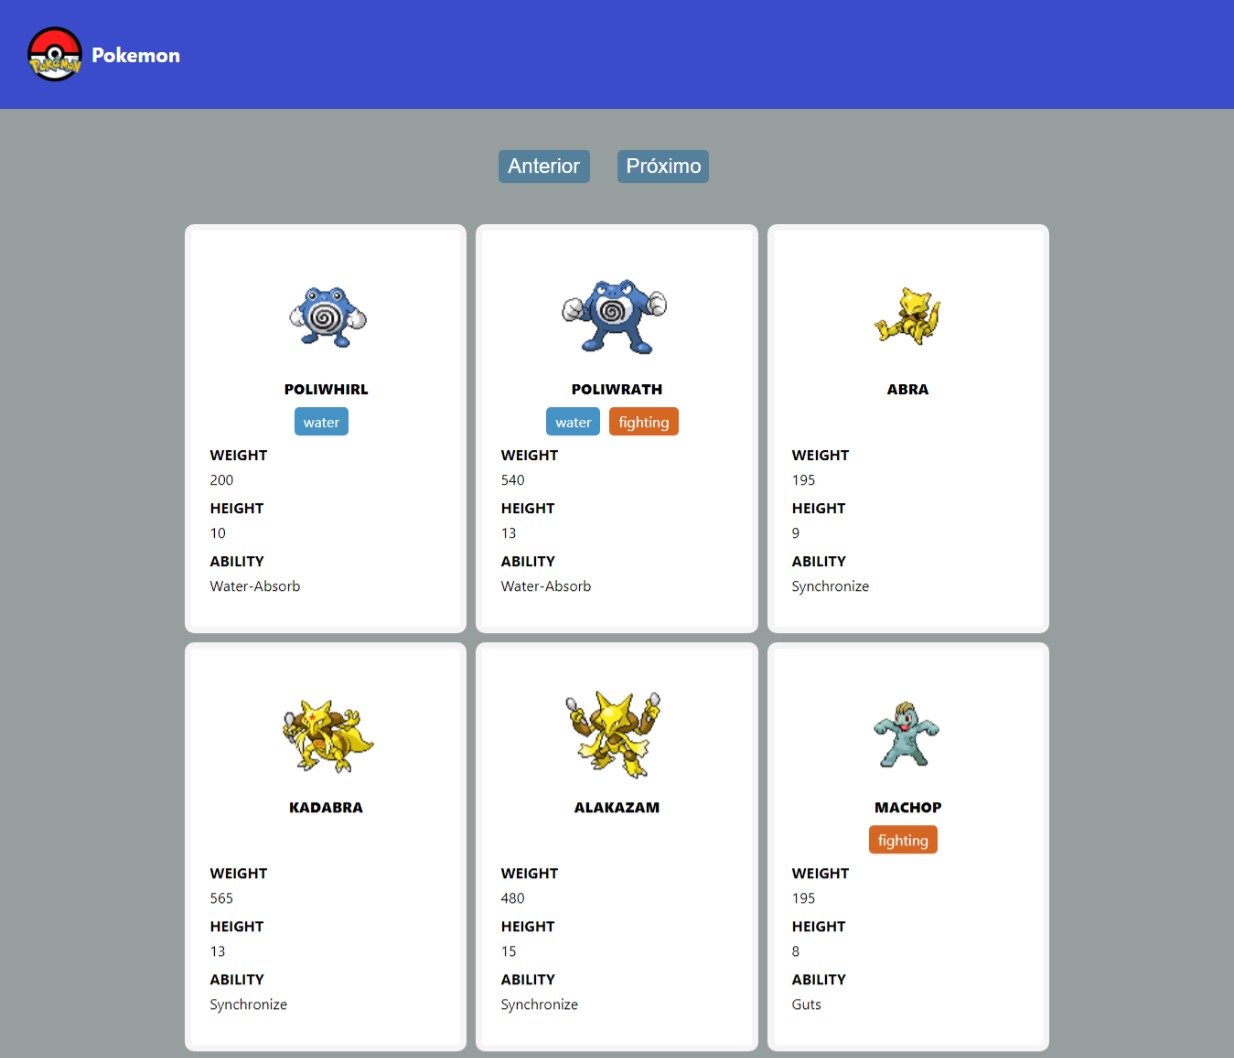 POKEMON
Pokemon
Anterior Próximo
POLIWHIRL
water
WEIGHT
200
HEIGHT
10
ABILITY
Water-Absorb
POLIWRATH
water fighting
WEIGHT
540
HEIGHT
13
ABILITY
Water-Absorb
ABRA
WEIGHT
195
HEIGHT
9
ABILITY
Synchronize
KADABRA
WEIGHT
565
HEIGHT
13
ABILITY
Synchronize
ALAKAZAM
WEIGHT
480
HEIGHT
15
ABILITY
Synchronize
MACHOP
fighting
WEIGHT
195
HEIGHT
8
ABILITY
Guts